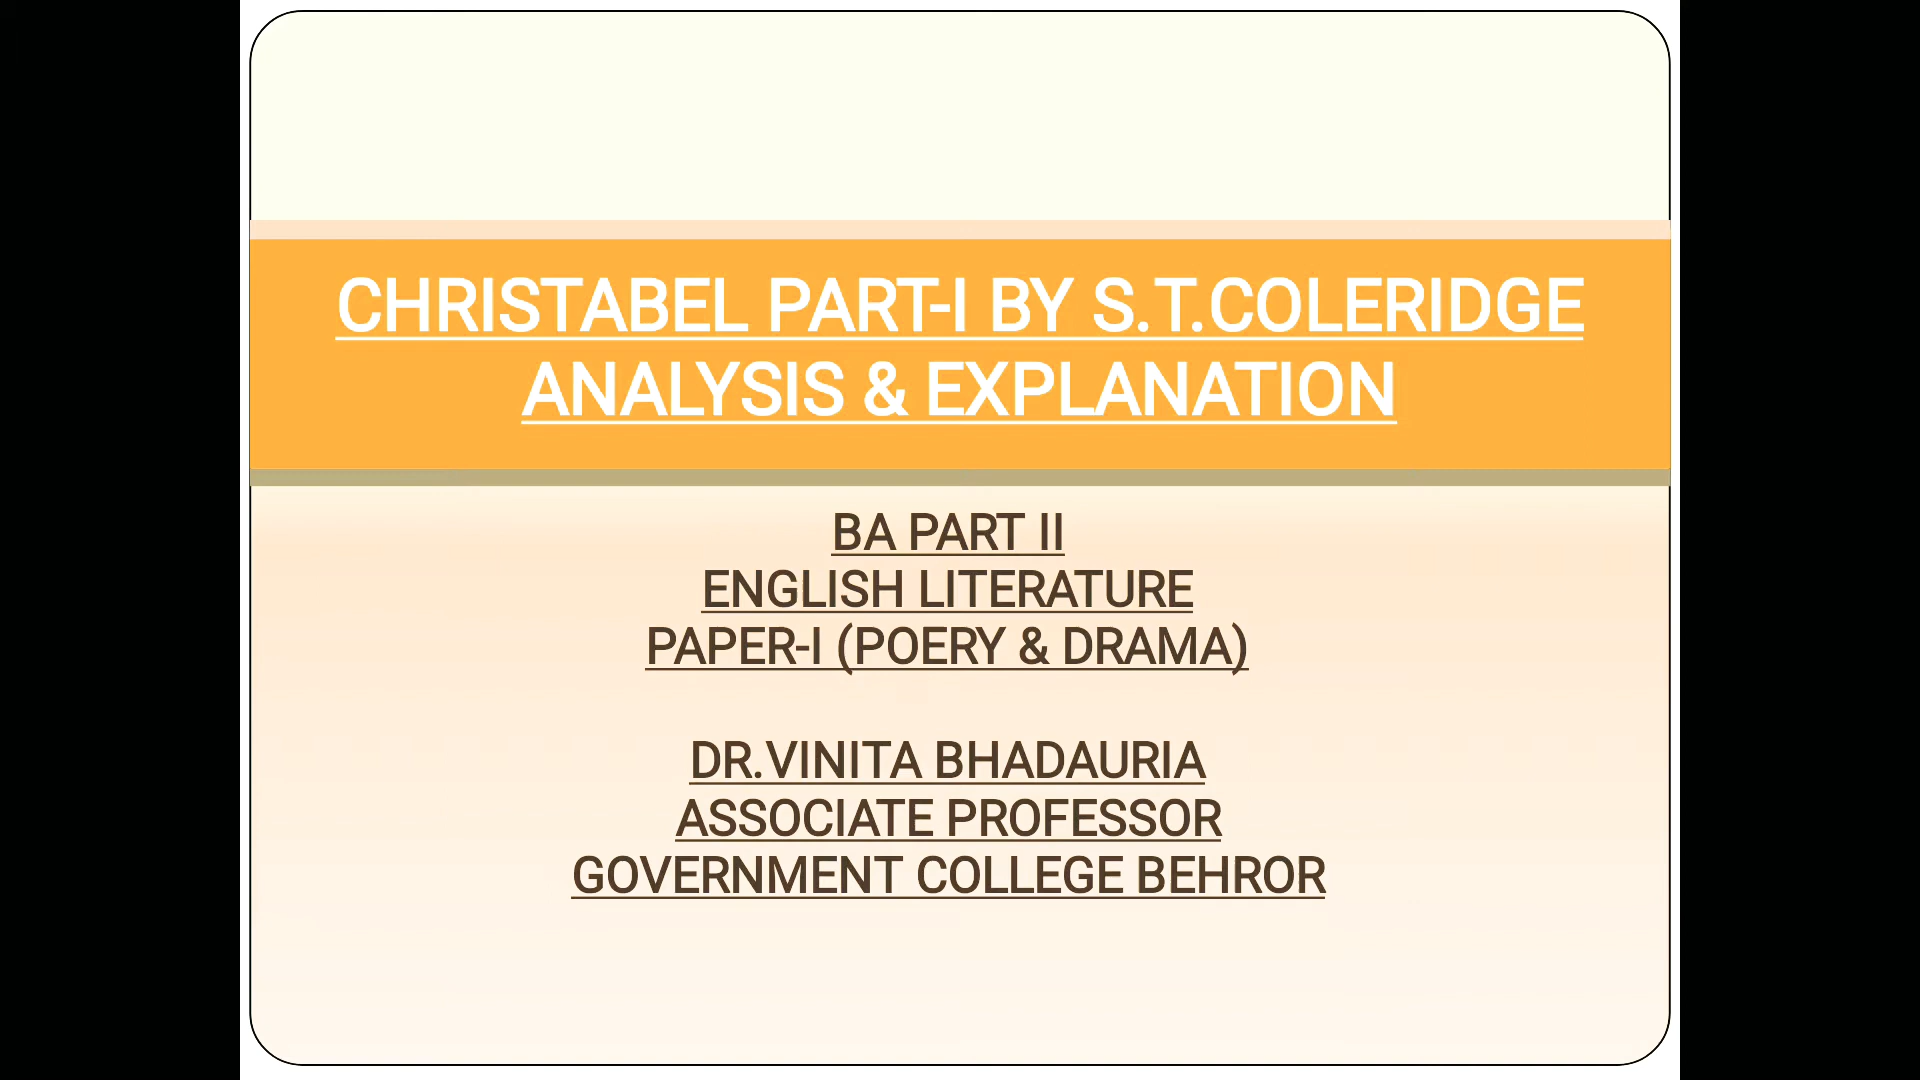 CHRISTABEL PART-I BY S.T.COLERIDGE
ANALYSIS & EXPLANATION
BA PART II
ENGLISH LITERATURE
PAPER-I (POERY & DRAMA)
DR.VINITA BHADAURIA
ASSOCIATE PROFESSOR
GOVERNMENT COLLEGE BEHROR